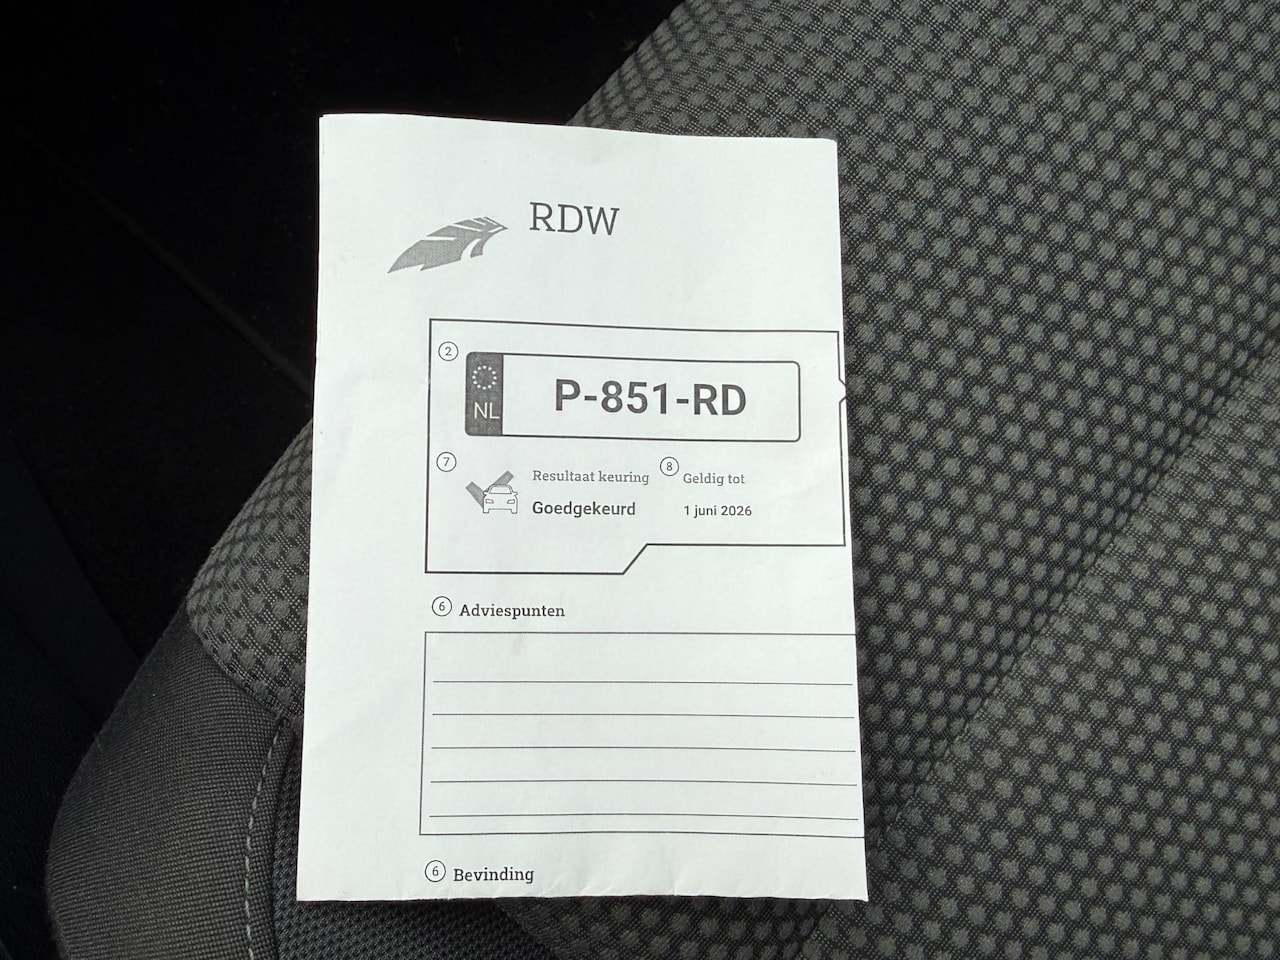 RDW
2
NL P-851-RD
7 Resultaat keuring 8 Geldig tot
Goedgekeurd 1 juni 2026
6 Adviespunten
6 Bevinding